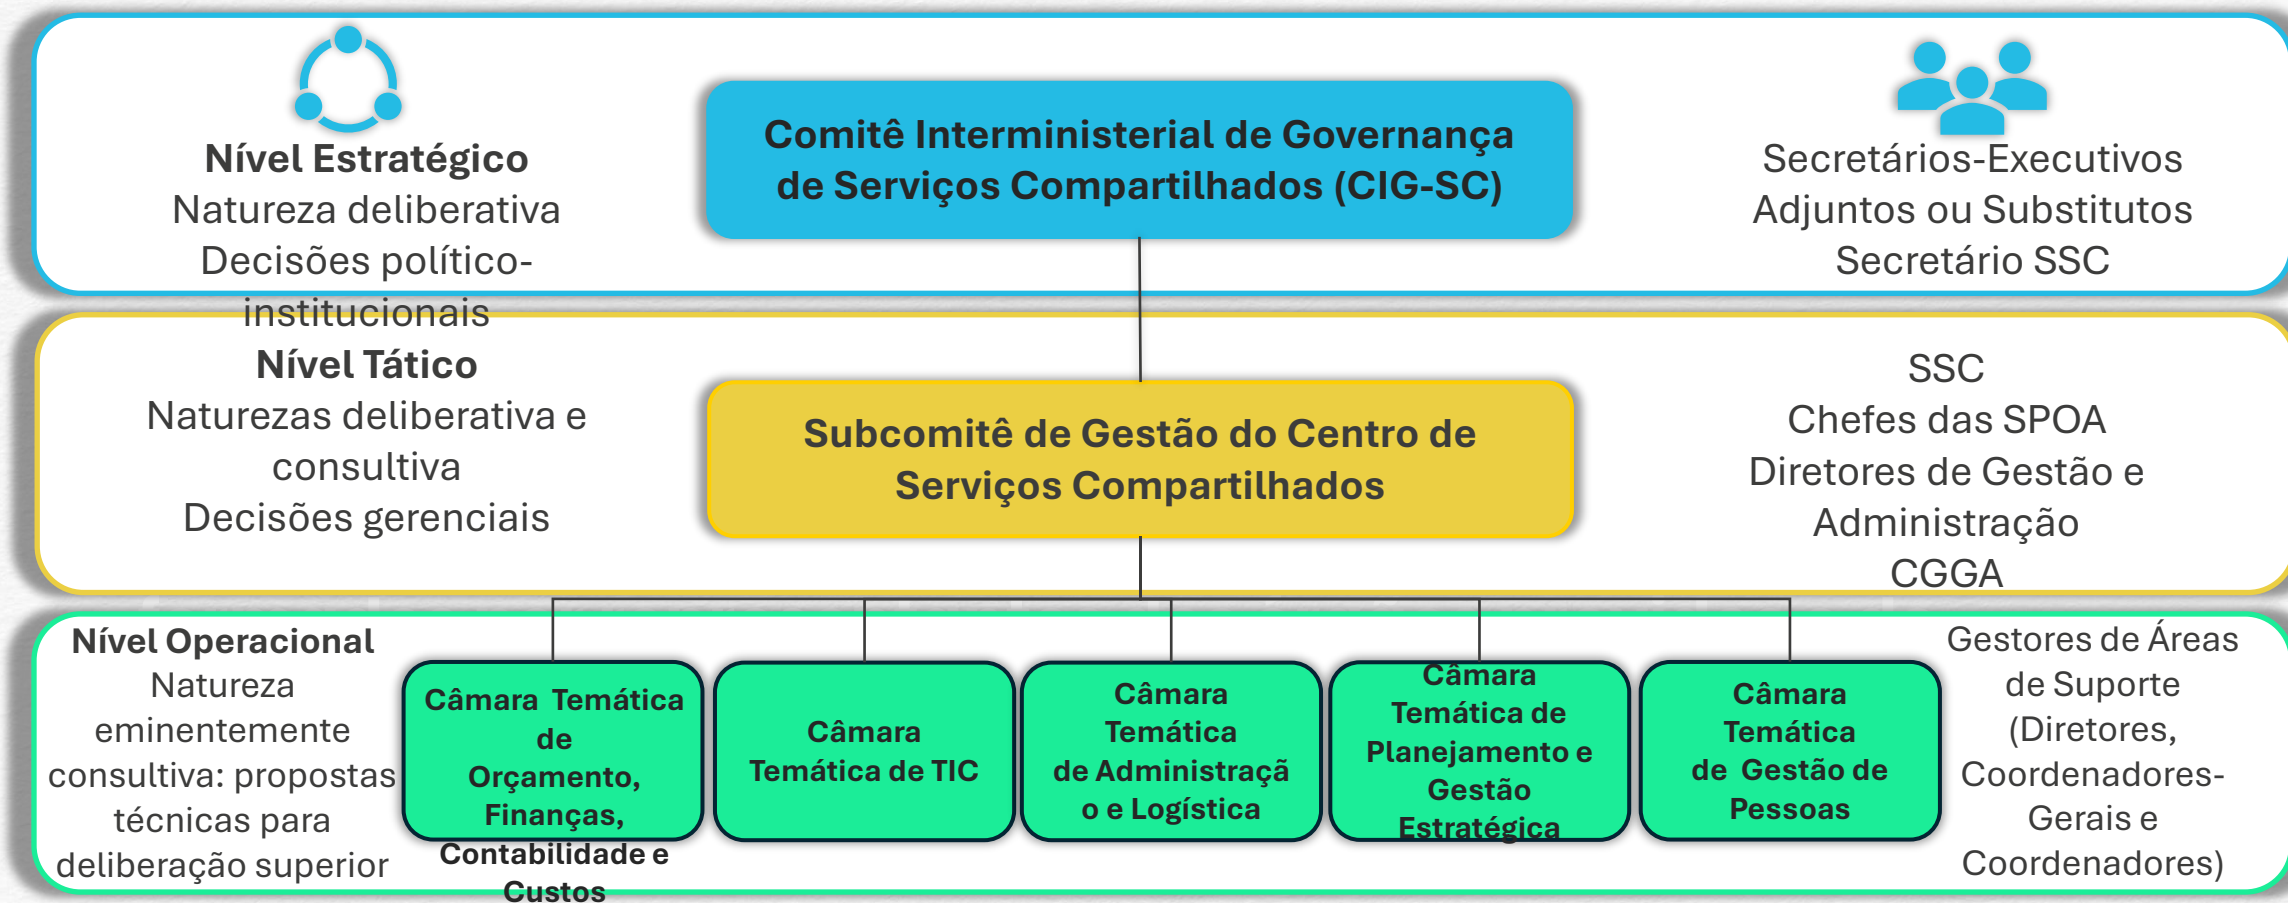 Nível Estratégico
Natureza deliberativa
Decisões político-
institucionais
Comitê Interministerial de Governança
de Serviços Compartilhados (CIG-SC)
Secretários-Executivos
Adjuntos ou Substitutos
Secretário SSC
Nível Tático
Naturezas deliberativa e
consultiva
Decisões gerenciais
Subcomitê de Gestão do Centro de
Serviços Compartilhados
SSC
Chefes das SPOA
Diretores de Gestão e
Administração
CGGA
Nível Operacional
Natureza
eminentemente
consultiva: propostas
técnicas para
deliberação superior
Câmara Temática
de
Orçamento,
Finanças,
Contabilidade e
Custos
Câmara
Temática de TIC
Câmara
Temática
de Administraçã
o e Logística
Câmara
Temática de
Planejamento e
Gestão
Estratégica
Câmara
Temática
de Gestão de
Pessoas
Gestores de Áreas
de Suporte
(Diretores,
Coordenadores-
Gerais e
Coordenadores)